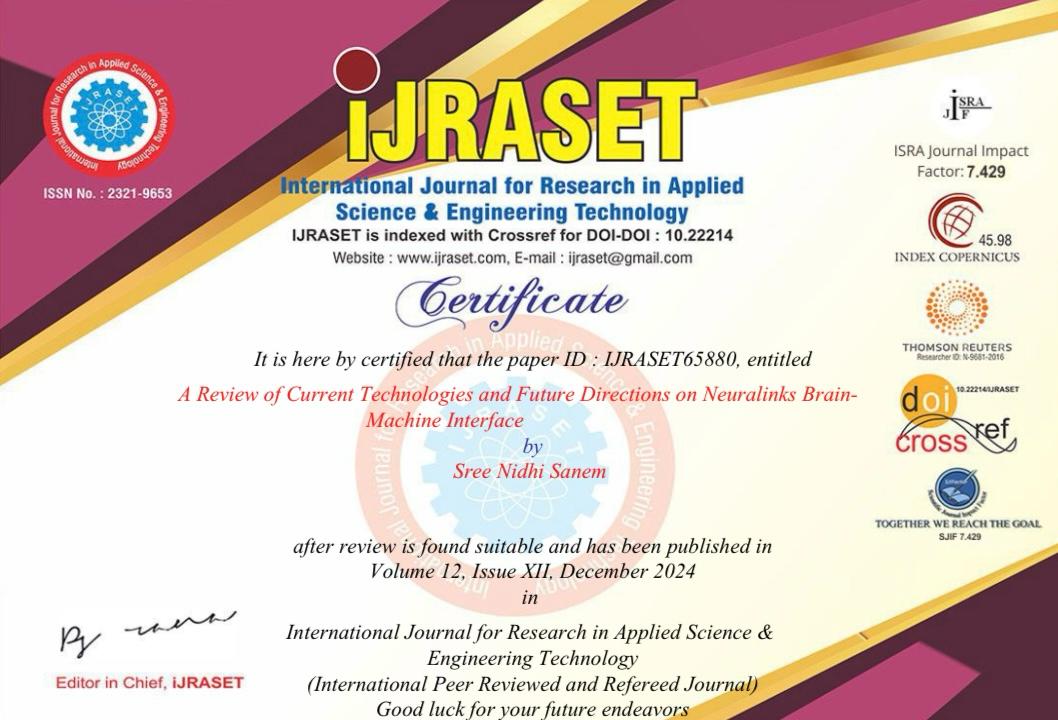 International Journal for Research in Applied Science & Engineering Technology
IJRASET
ISSN No. : 2321-9653
iJRASET
International Journal for Research in Applied
Science & Engineering Technology
IJRASET is indexed with Crossref for DOI-DOI : 10.22214
Website : www.ijraset.com, E-mail : ijraset@gmail.com
Certificate
It is here by certified that the paper ID : IJRASET65880, entitled
A Review of Current Technologies and Future Directions on Neuralinks Brain-
Machine Interface
by
Sree Nidhi Sanem
after review is found suitable and has been published in
Volume 12, Issue XII, December 2024
in
International Journal for Research in Applied Science &
Engineering Technology
(International Peer Reviewed and Refereed Journal)
Good luck for your future endeavors
Editor in Chief, iJRASET
ISRA
JIF
ISRA Journal Impact
Factor: 7.429
45.98
INDEX COPERNICUS
THOMSON REUTERS
Researcher ID: N-9681-2016
doi
10.22214/IJRASET
cross ref
Scientific Journal Impact Factor
TOGETHER WE REACH THE GOAL
SJIF 7.429